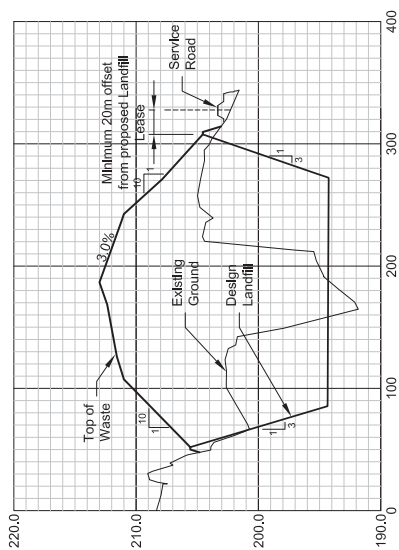 220.0
210.0
200.0
190.0
0
100
200
300
400
Top of
Waste
3.0%
10
1
10
1
Minimum 20m offset
from proposed Landfill
Lease
Service
Road
Existing
Ground
Design
Landfill
1
3
1
3